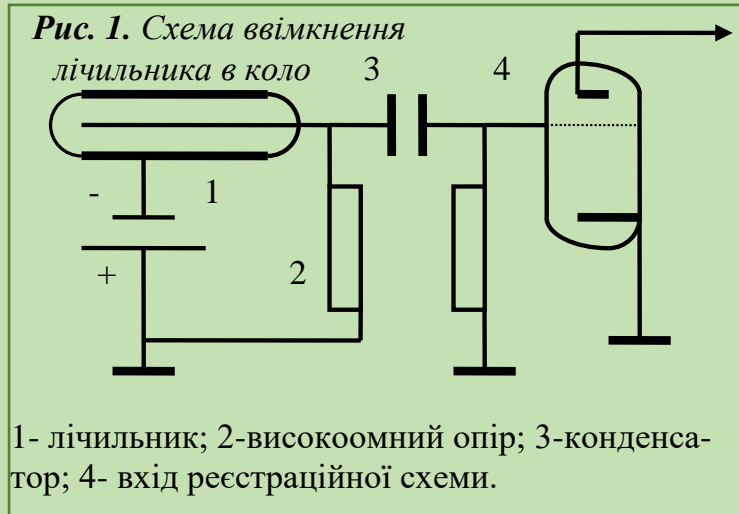 Рис. 1. Схема ввімкнення
лічильника в коло
3
4
-
1
+
2
1- лічильник; 2-високоомний опір; 3-конденса-
тор; 4- вхід реєстраційної схеми.